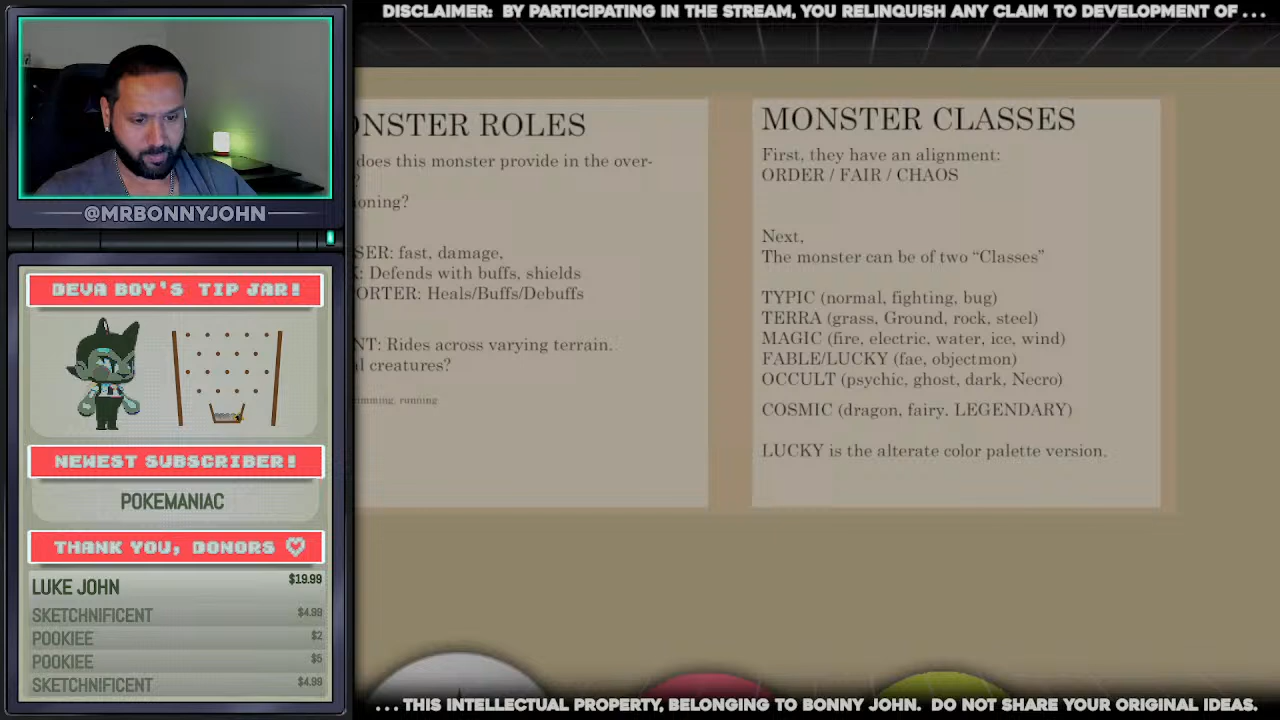 DISCLAIMER: BY PARTICIPATING IN THE STREAM, YOU RELINQUISH ANY CLAIM TO DEVELOPMENT OF . . .
@MRBONNYJOHN
DEVA BOY'S TIP JAR!
NEWEST SUBSCRIBER!
POKEMANIAC
THANK YOU, DONORS
LUKE JOHN $19.99
SKETCHNIFICENT $4.99
POOKIEE $2
POOKIEE $5
SKETCHNIFICENT $4.99
ONSTER ROLES
does this monster provide in the over-
?
oning?
SER: fast, damage,
: Defends with buffs, shields
ORTER: Heals/Buffs/Debuffs
NT: Rides across varying terrain.
l creatures?
mming, running
MONSTER CLASSES
First, they have an alignment:
ORDER / FAIR / CHAOS
Next,
The monster can be of two “Classes”
TYPIC (normal, fighting, bug)
TERRA (grass, Ground, rock, steel)
MAGIC (fire, electric, water, ice, wind)
FABLE/LUCKY (fae, objectmon)
OCCULT (psychic, ghost, dark, Necro)
COSMIC (dragon, fairy, LEGENDARY)
LUCKY is the alterate color palette version.
. . . THIS INTELLECTUAL PROPERTY, BELONGING TO BONNY JOHN. DO NOT SHARE YOUR ORIGINAL IDEAS.